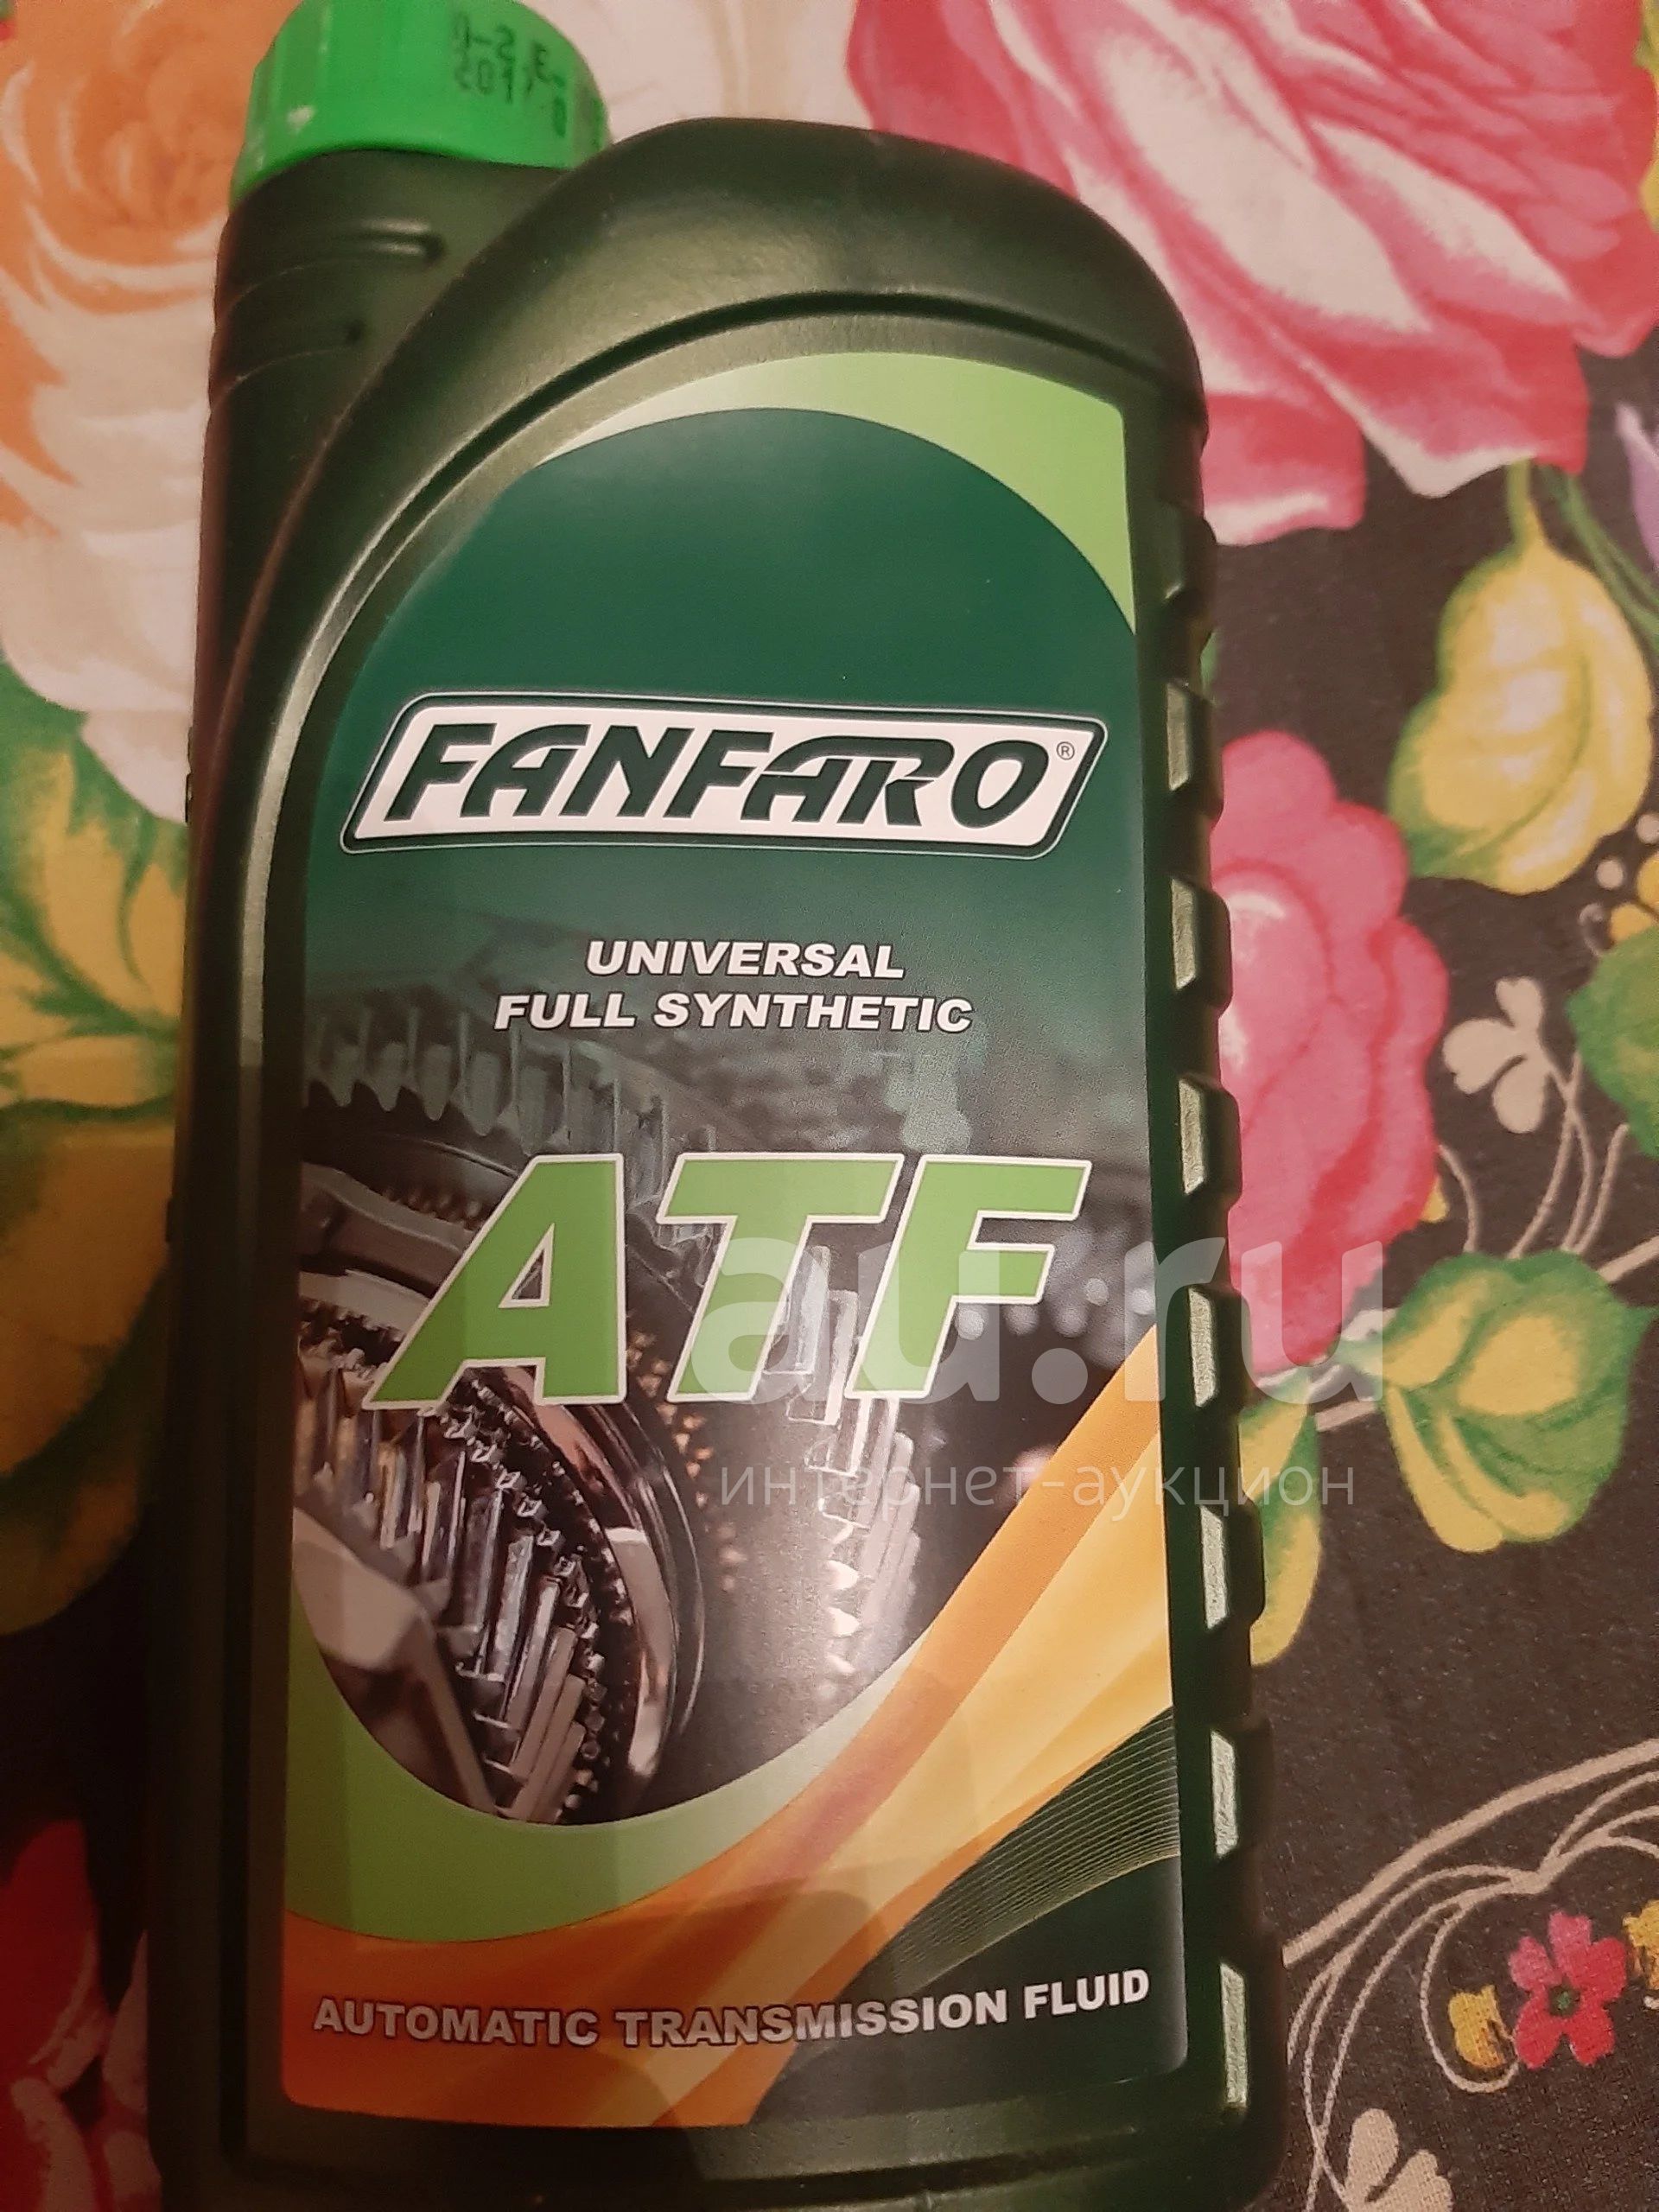 FANFARO®
UNIVERSAL
FULL SYNTHETIC
ATF
au.ru
интернет-аукцион
AUTOMATIC TRANSMISSION FLUID